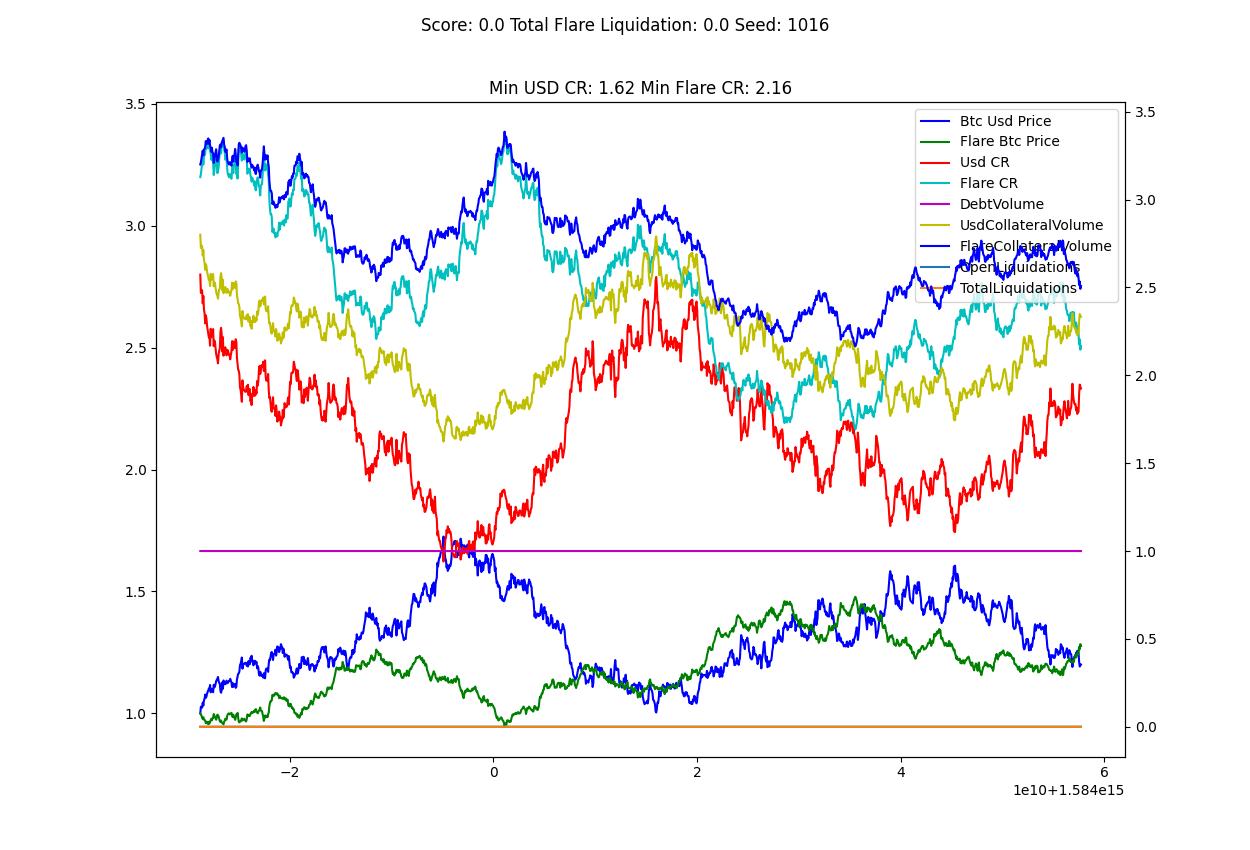 Score: 0.0 Total Flare Liquidation: 0.0 Seed: 1016
Min USD CR: 1.62 Min Flare CR: 2.16
3.5
3.0
2.5
2.0
1.5
1.0
3.5
3.0
2.5
2.0
1.5
1.0
0.5
0.0
Btc Usd Price
Flare Btc Price
Usd CR
Flare CR
DebtVolume
UsdCollateralVolume
FlareCollateralVolume
OpenLiquidations
TotalLiquidations
−2
0
2
4
6
1e10+1.584e15